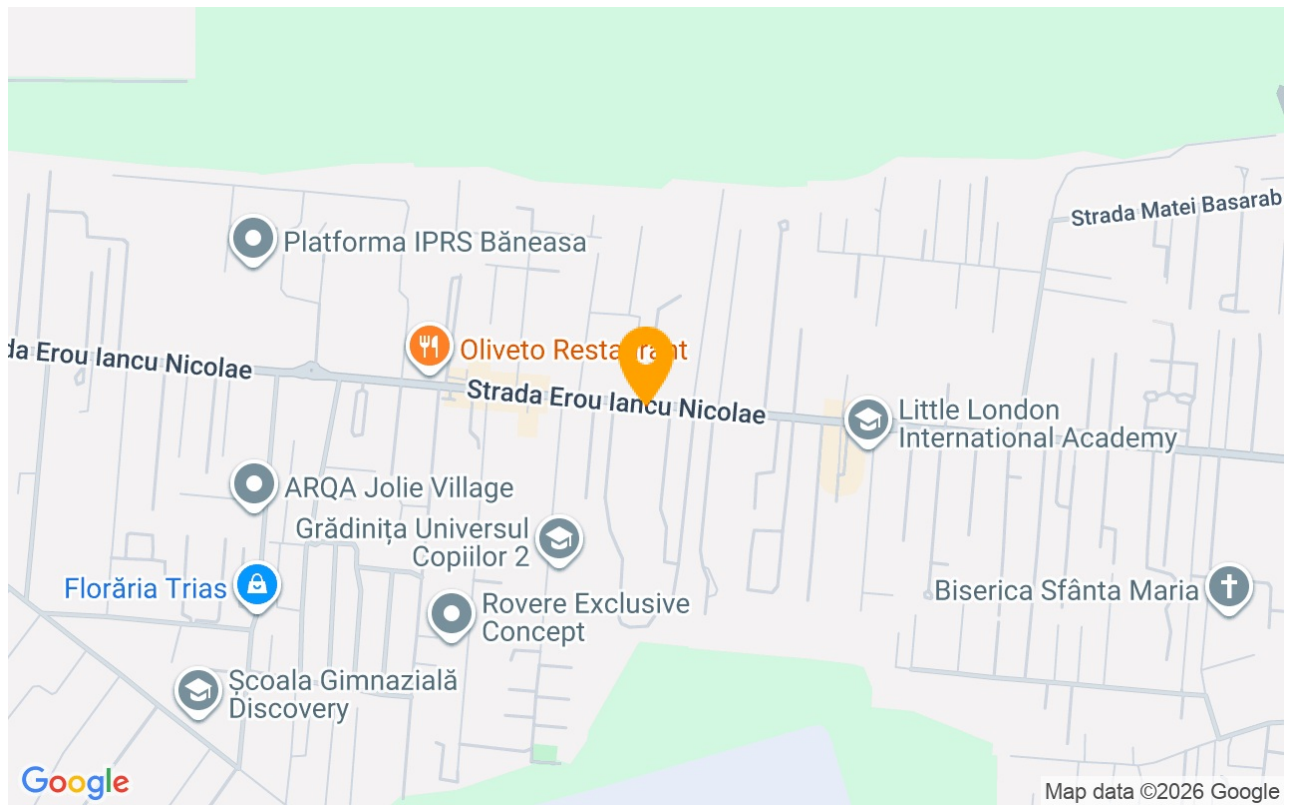 Strada Matei Basarab
Platforma IPRS Băneasa
da Erou Iancu Nicolae
Oliveto Restaurant
Strada Erou Iancu Nicolae
Little London
International Academy
ARQA Jolie Village
Grădinița Universul
Copiilor 2
Florăria Trias
Rovere Exclusive
Concept
Biserica Sfânta Maria
Școala Gimnazială
Discovery
Google
Map data ©2026 Google